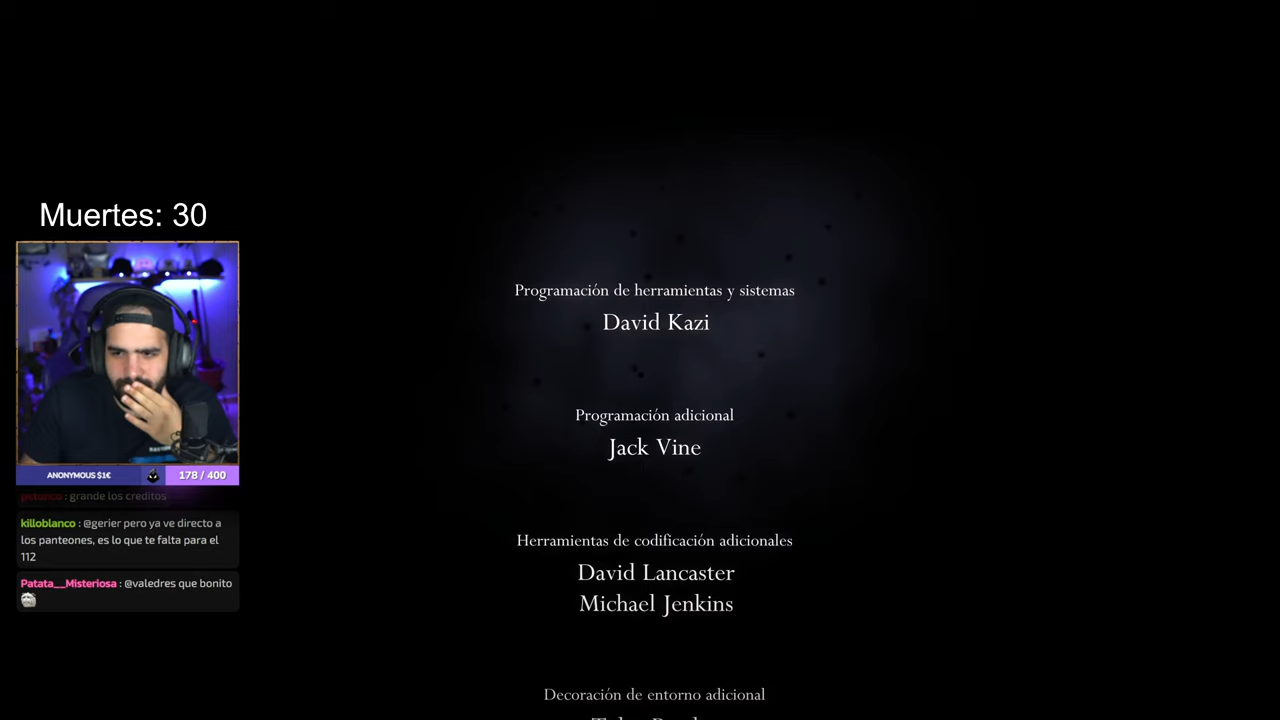 Muertes: 30
ANONYMOUS $1€
178 / 400
: grande los creditos
killoblanco : @gerier pero ya ve directo a
los panteones, es lo que te falta para el
112
Patata__Misteriosa : @valedres que bonito
Programación de herramientas y sistemas
David Kazi
Programación adicional
Jack Vine
Herramientas de codificación adicionales
David Lancaster
Michael Jenkins
Decoración de entorno adicional